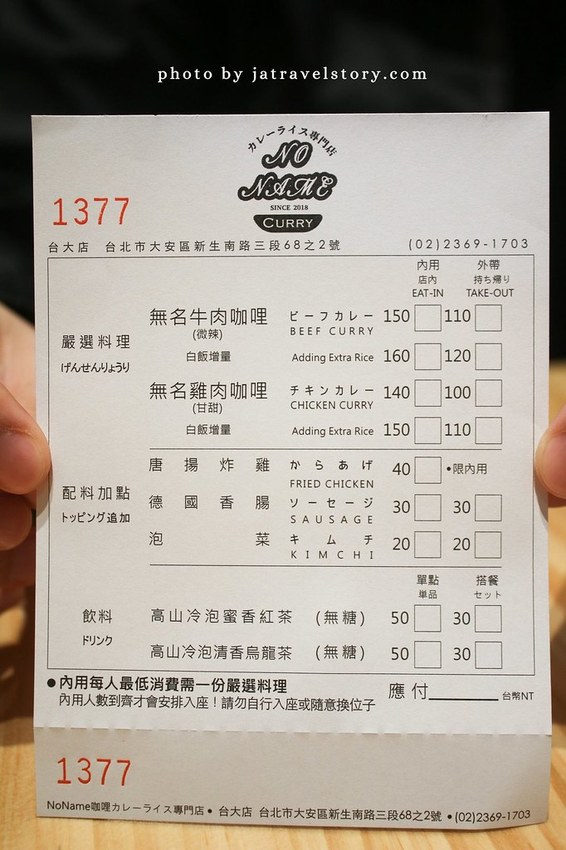 photo by jatravelstory.com
カレーライス専門店
NO
NAME
SINCE 2018
CURRY
1377
台大店 台北市大安區新生南路三段68之2號 (02)2369-1703
內用 外帶
店內 持ち帰り
EAT-IN TAKE-OUT
嚴選料理
げんせんりょうり
無名牛肉咖哩 ビーフカレー 150 110
(微辣) BEEF CURRY
白飯增量 Adding Extra Rice 160 120
無名雞肉咖哩 チキンカレー 140 100
(甘甜) CHICKEN CURRY
白飯增量 Adding Extra Rice 150 110
配料加點
トッピング追加
唐揚炸雞 からあげ 40 •限內用
FRIED CHICKEN
德國香腸 ソーセージ 30 30
SAUSAGE
泡菜 キムチ 20 20
KIMCHI
單點 搭餐
単品 セット
飲料
ドリンク
高山冷泡蜜香紅茶 (無糖) 50 30
高山冷泡清香烏龍茶 (無糖) 50 30
●內用每人最低消費需一份嚴選料理
內用人數到齊才會安排入座！請勿自行入座或隨意換位子
應付________台幣NT
1377
NoName咖哩カレーライス專門店 • 台大店 台北市大安區新生南路三段68之2號 • (02)2369-1703